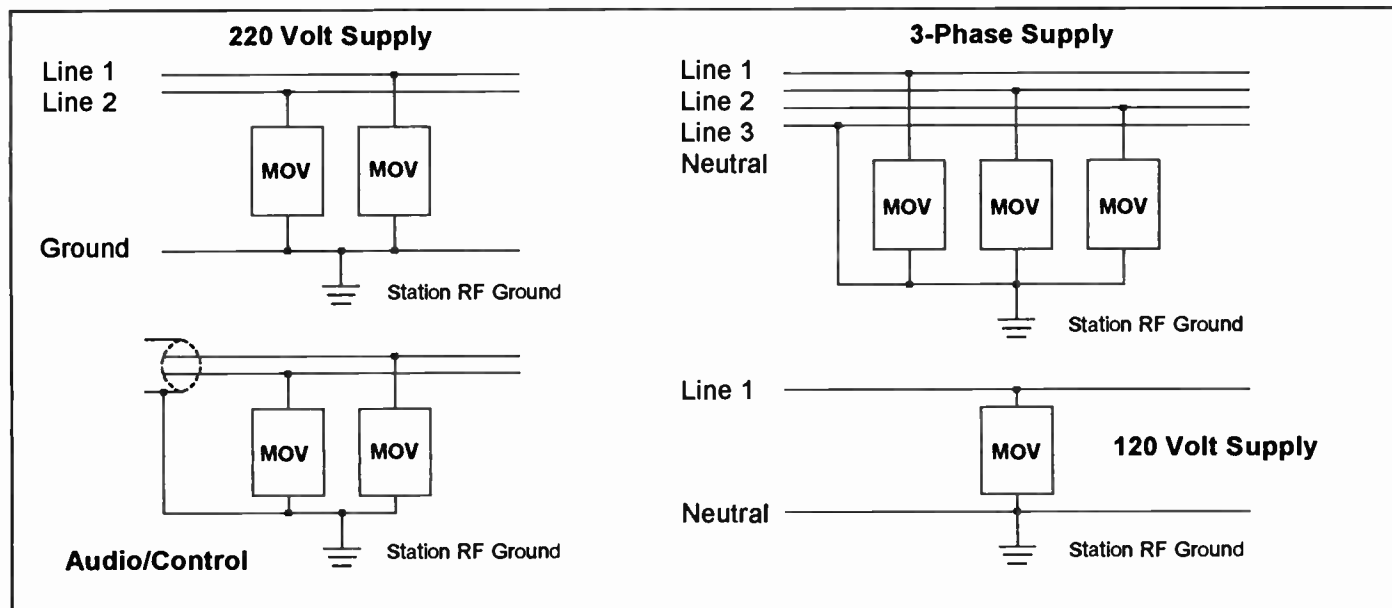 220 Volt Supply
Line 1
Line 2
MOV
MOV
Ground
Station RF Ground
3-Phase Supply
Line 1
Line 2
Line 3
Neutral
MOV
MOV
MOV
Station RF Ground
MOV
MOV
Audio/Control
Station RF Ground
Line 1
MOV
120 Volt Supply
Neutral
Station RF Ground